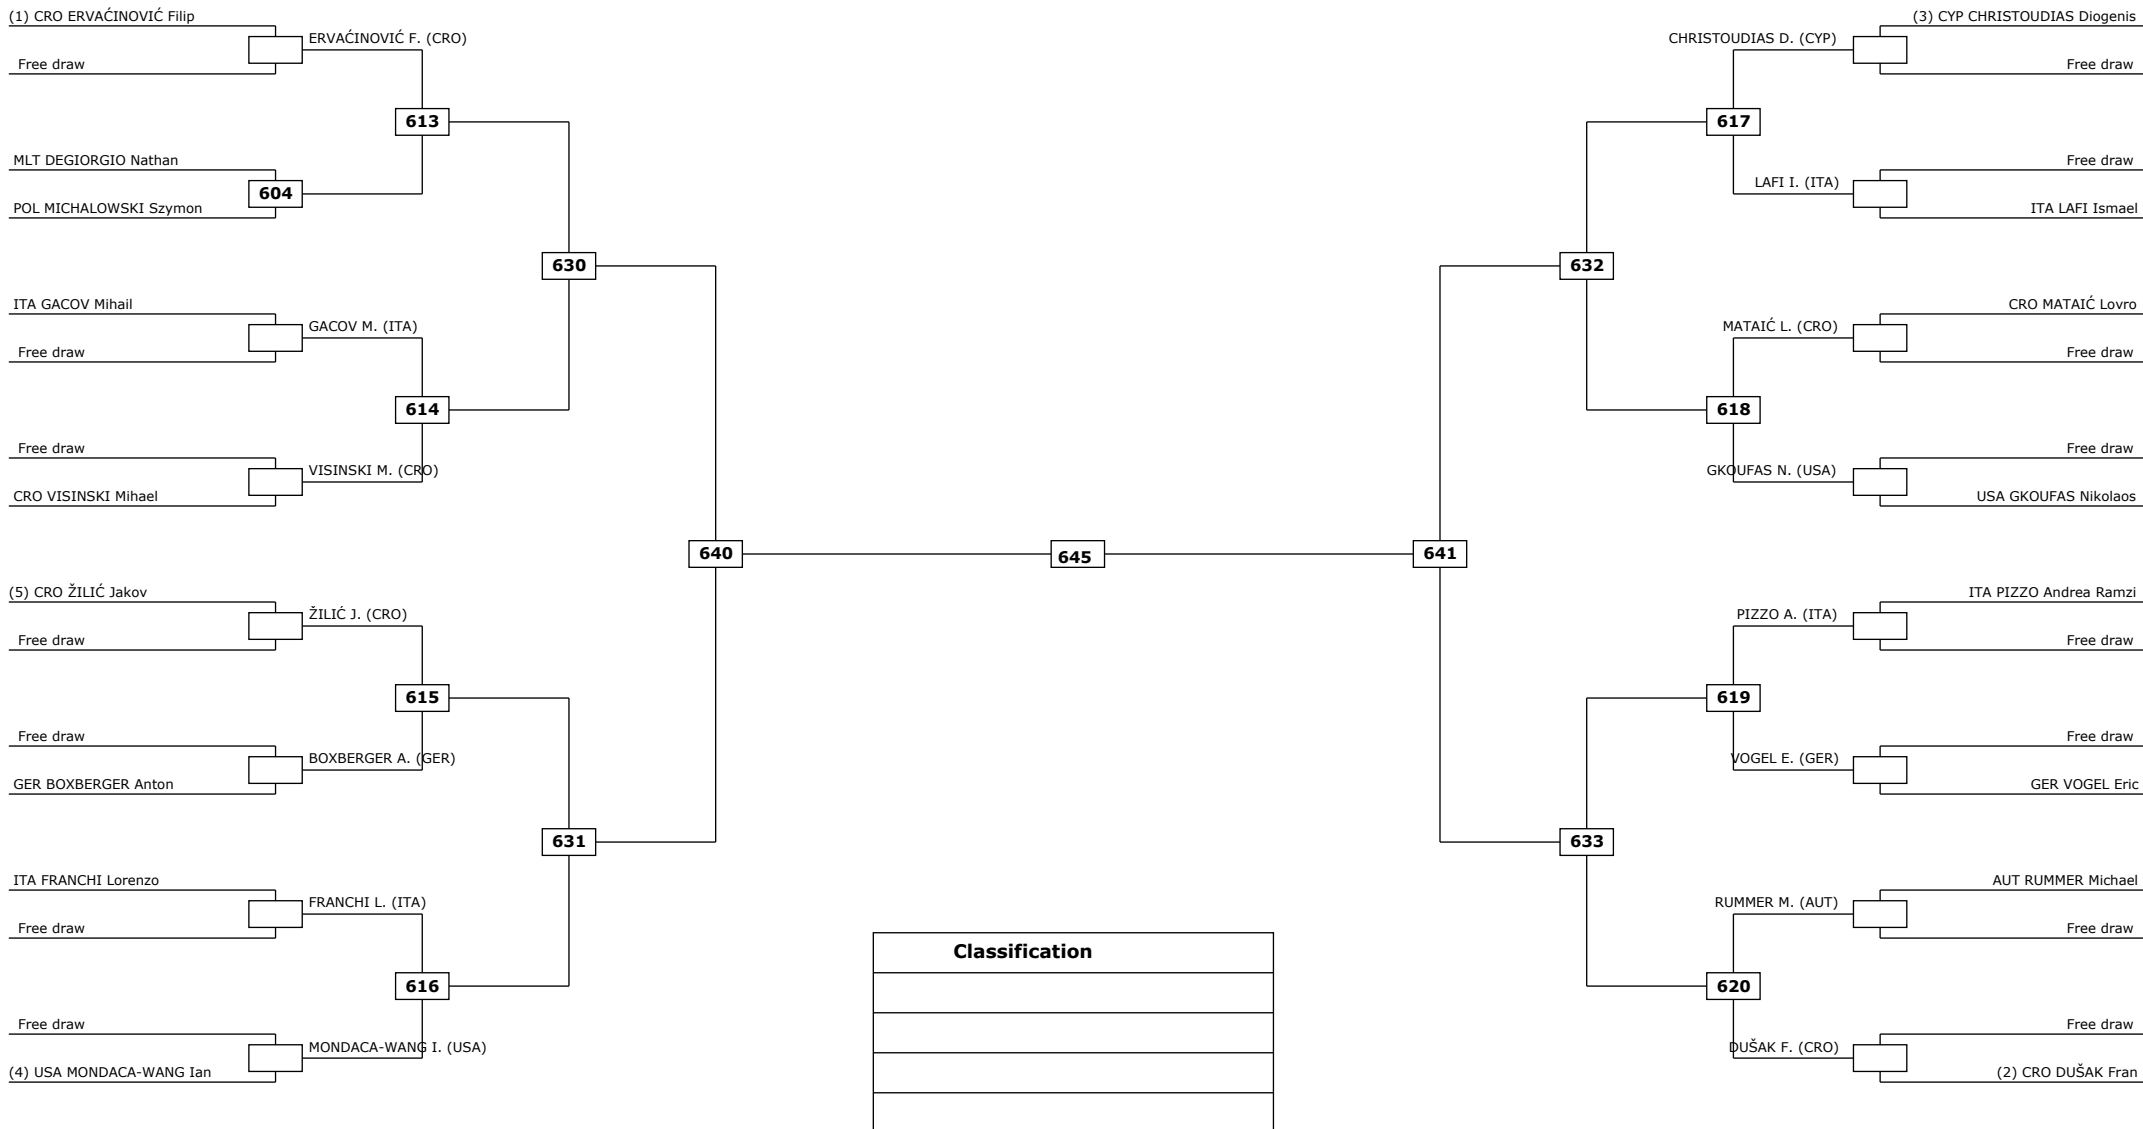 (1) CRO ERVAĆINOVIĆ Filip
ERVAĆINOVIĆ F. (CRO)
Free draw
613
MLT DEGIORGIO Nathan
604
POL MICHALOWSKI Szymon
630
ITA GACOV Mihail
GACOV M. (ITA)
Free draw
614
Free draw
VISINSKI M. (CRO)
CRO VISINSKI Mihael
640
(5) CRO ŽILIĆ Jakov
ŽILIĆ J. (CRO)
Free draw
615
Free draw
BOXBERGER A. (GER)
GER BOXBERGER Anton
631
ITA FRANCHI Lorenzo
FRANCHI L. (ITA)
Free draw
616
Free draw
MONDACA-WANG I. (USA)
(4) USA MONDACA-WANG Ian
645
(3) CYP CHRISTOUDIAS Diogenis
CHRISTOUDIAS D. (CYP)
Free draw
617
Free draw
LAFI I. (ITA)
ITA LAFI Ismael
632
CRO MATAIĆ Lovro
MATAIĆ L. (CRO)
Free draw
618
Free draw
GKOUFAS N. (USA)
USA GKOUFAS Nikolaos
641
ITA PIZZO Andrea Ramzi
PIZZO A. (ITA)
Free draw
619
Free draw
VOGEL E. (GER)
GER VOGEL Eric
633
AUT RUMMER Michael
RUMMER M. (AUT)
Free draw
620
Free draw
DUŠAK F. (CRO)
(2) CRO DUŠAK Fran
Classification